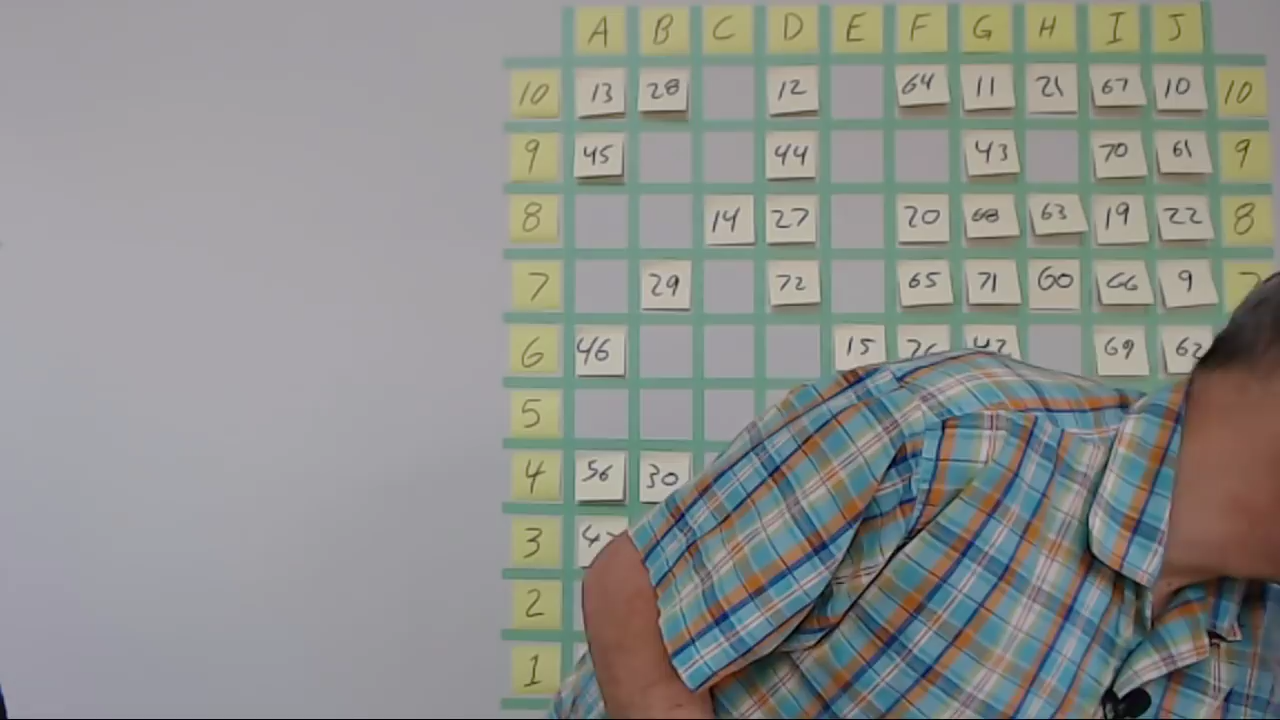 A B C D E F G H I J
10 13 28 12 64 11 21 67 10 10
9 45 44 43 70 61 9
8 14 27 20 68 63 19 22 8
7 29 72 65 71 60 66 9
6 46 15 69 62
5
4 56 30
3
2
1